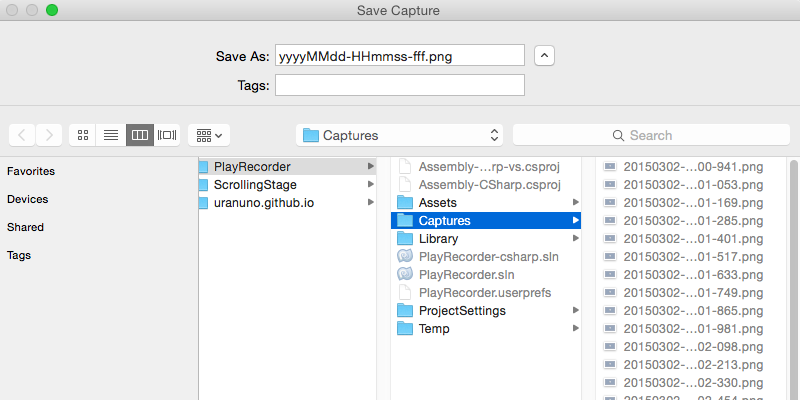 Save Capture
Save As: yyyyMMdd-HHmmss-fff.png
Tags:
Captures
Search
Favorites
Devices
Shared
Tags
PlayRecorder
ScrollingStage
uranuno.github.io
Assembly-...rp-vs.csproj
Assembly-CSharp.csproj
Assets
Captures
Library
PlayRecorder-csharp.sln
PlayRecorder.sln
PlayRecorder.userprefs
ProjectSettings
Temp
20150302-...00-941.png
20150302-...01-053.png
20150302-...01-169.png
20150302-...01-285.png
20150302-...01-401.png
20150302-...01-517.png
20150302-...01-633.png
20150302-...01-749.png
20150302-...01-865.png
20150302-...01-981.png
20150302-...02-098.png
20150302-...02-213.png
20150302-...02-330.png
20150302-...02-454.png